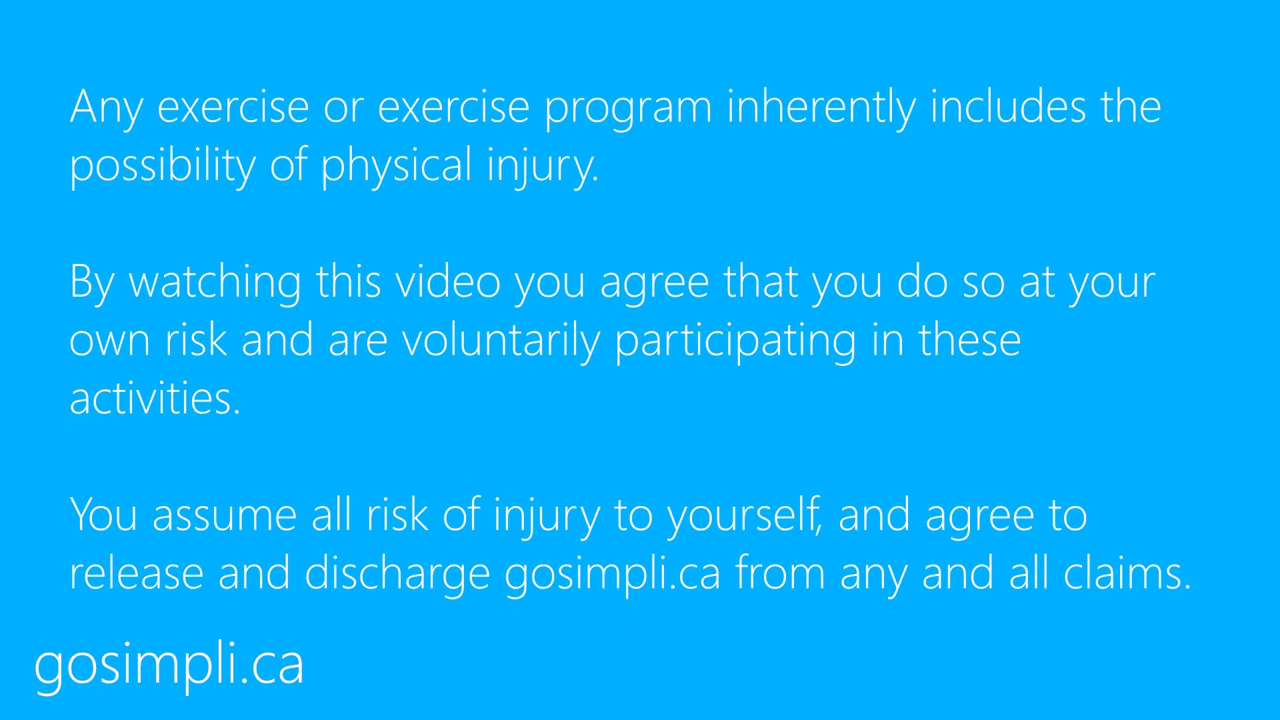 Any exercise or exercise program inherently includes the
possibility of physical injury.
By watching this video you agree that you do so at your
own risk and are voluntarily participating in these
activities.
You assume all risk of injury to yourself, and agree to
release and discharge gosimpli.ca from any and all claims.
gosimpli.ca